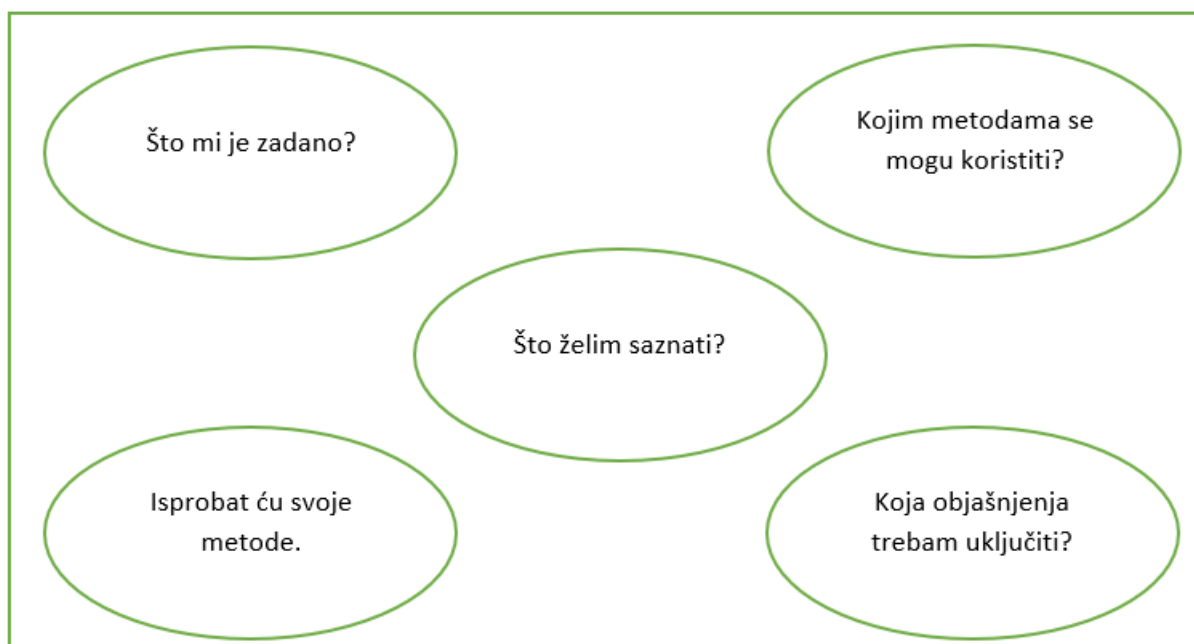 Što mi je zadano?
Kojim metodama se
mogu koristiti?
Što želim saznati?
Isprobat ću svoje
metode.
Koja objašnjenja
trebam uključiti?